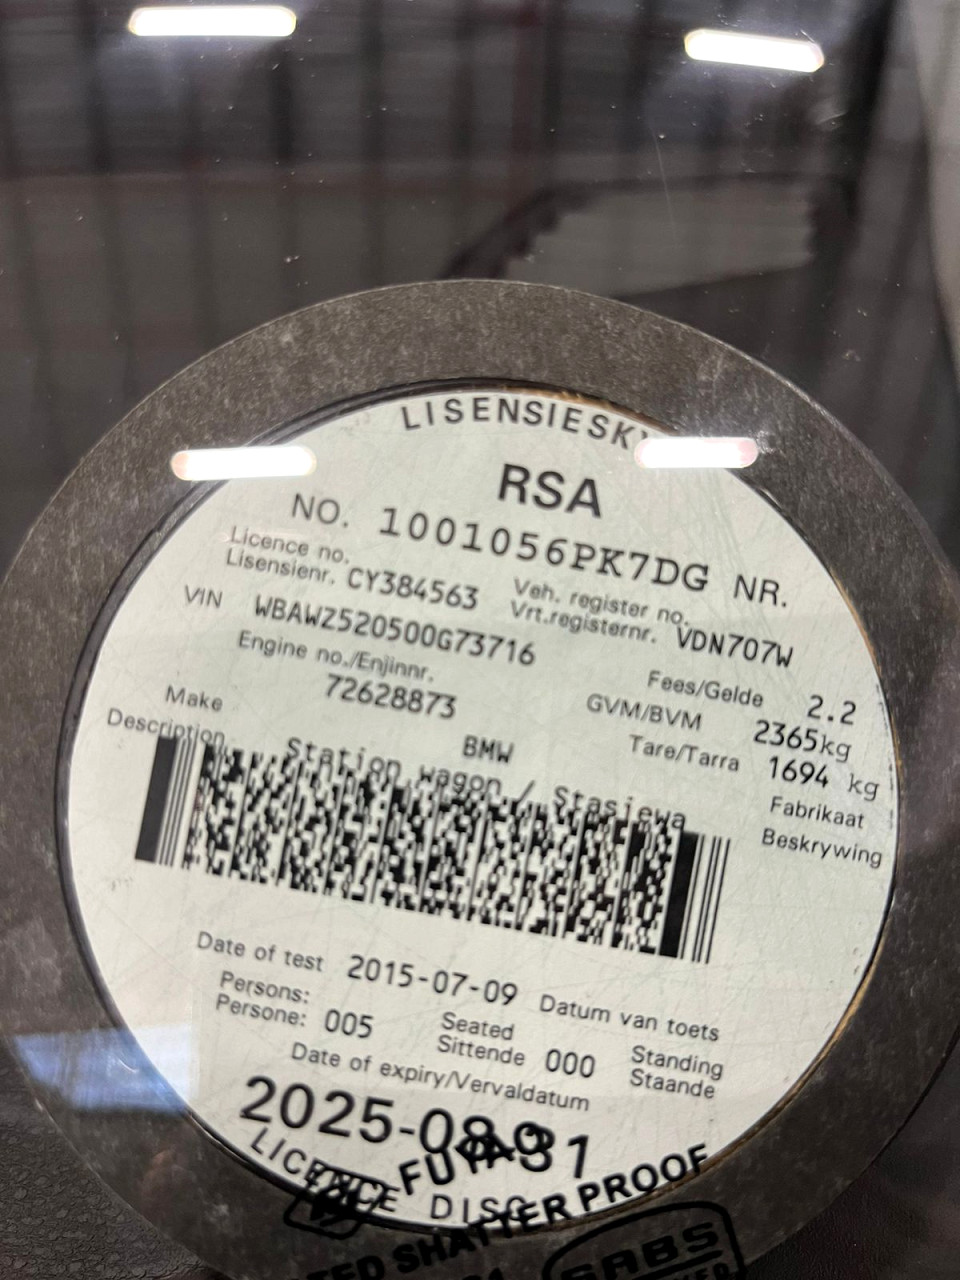 LISENSIESK
RSA
NO. 1001056PK7DG NR.
Licence no.
Lisensienr. CY384563
Veh. register no.
Vrt.registernr. VDN707W
VIN WBAWZ520500G73716
Engine no./Enjinnr.
72628873
Fees/Gelde 2.2
GVM/BVM 2365kg
Tare/Tarra 1694 kg
Make BMW Fabrikaat
Description Station wagon / Stasiewa Beskrywing
Date of test 2015-07-09 Datum van toets
Persons:
Persone: 005
Seated
Sittende 000
Standing
Staande
Date of expiry/Vervaldatum
2025-08-31
LICENCE DISC
SHATTER PROOF
SABS